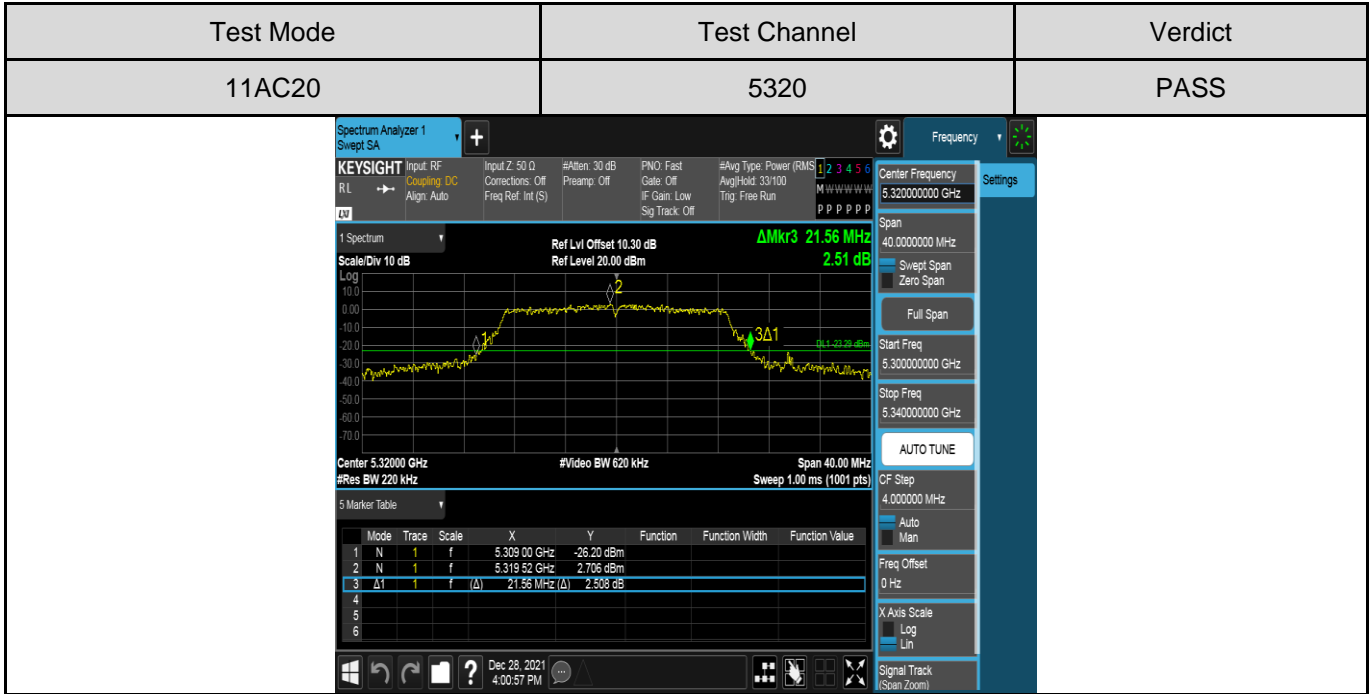 Test Mode Test Channel Verdict
11AC20 5320 PASS
Spectrum Analyzer 1
Swept SA
+
Frequency
KEYSIGHT
RL
LXI
Input: RF
Coupling: DC
Align: Auto
Input Z: 50 Ω
Corrections: Off
Freq Ref: Int (S)
#Atten: 30 dB
Preamp: Off
PNO: Fast
Gate: Off
IF Gain: Low
Sig Track: Off
#Avg Type: Power (RMS
Avg|Hold: 33/100
Trig: Free Run
1 2 3 4 5 6
M W W W W W
P P P P P P
1 Spectrum
Scale/Div 10 dB
Ref Lvl Offset 10.30 dB
Ref Level 20.00 dBm
ΔMkr3 21.56 MHz
2.51 dB
Log
10.0
0.00
-10.0
-20.0
-30.0
-40.0
-50.0
-60.0
-70.0
1
2
3Δ1
DL1 -23.29 dBm
Center 5.32000 GHz
#Res BW 220 kHz
#Video BW 620 kHz
Span 40.00 MHz
Sweep 1.00 ms (1001 pts)
5 Marker Table
Mode Trace Scale X Y Function Function Width Function Value
1 N 1 f 5.309 00 GHz -26.20 dBm
2 N 1 f 5.319 52 GHz 2.706 dBm
3 Δ1 1 f (Δ) 21.56 MHz (Δ) 2.508 dB
4
5
6
?
Dec 28, 2021
4:00:57 PM
Settings
Center Frequency
5.320000000 GHz
Span
40.0000000 MHz
Swept Span
Zero Span
Full Span
Start Freq
5.300000000 GHz
Stop Freq
5.340000000 GHz
AUTO TUNE
CF Step
4.000000 MHz
Auto
Man
Freq Offset
0 Hz
X Axis Scale
Log
Lin
Signal Track
(Span Zoom)